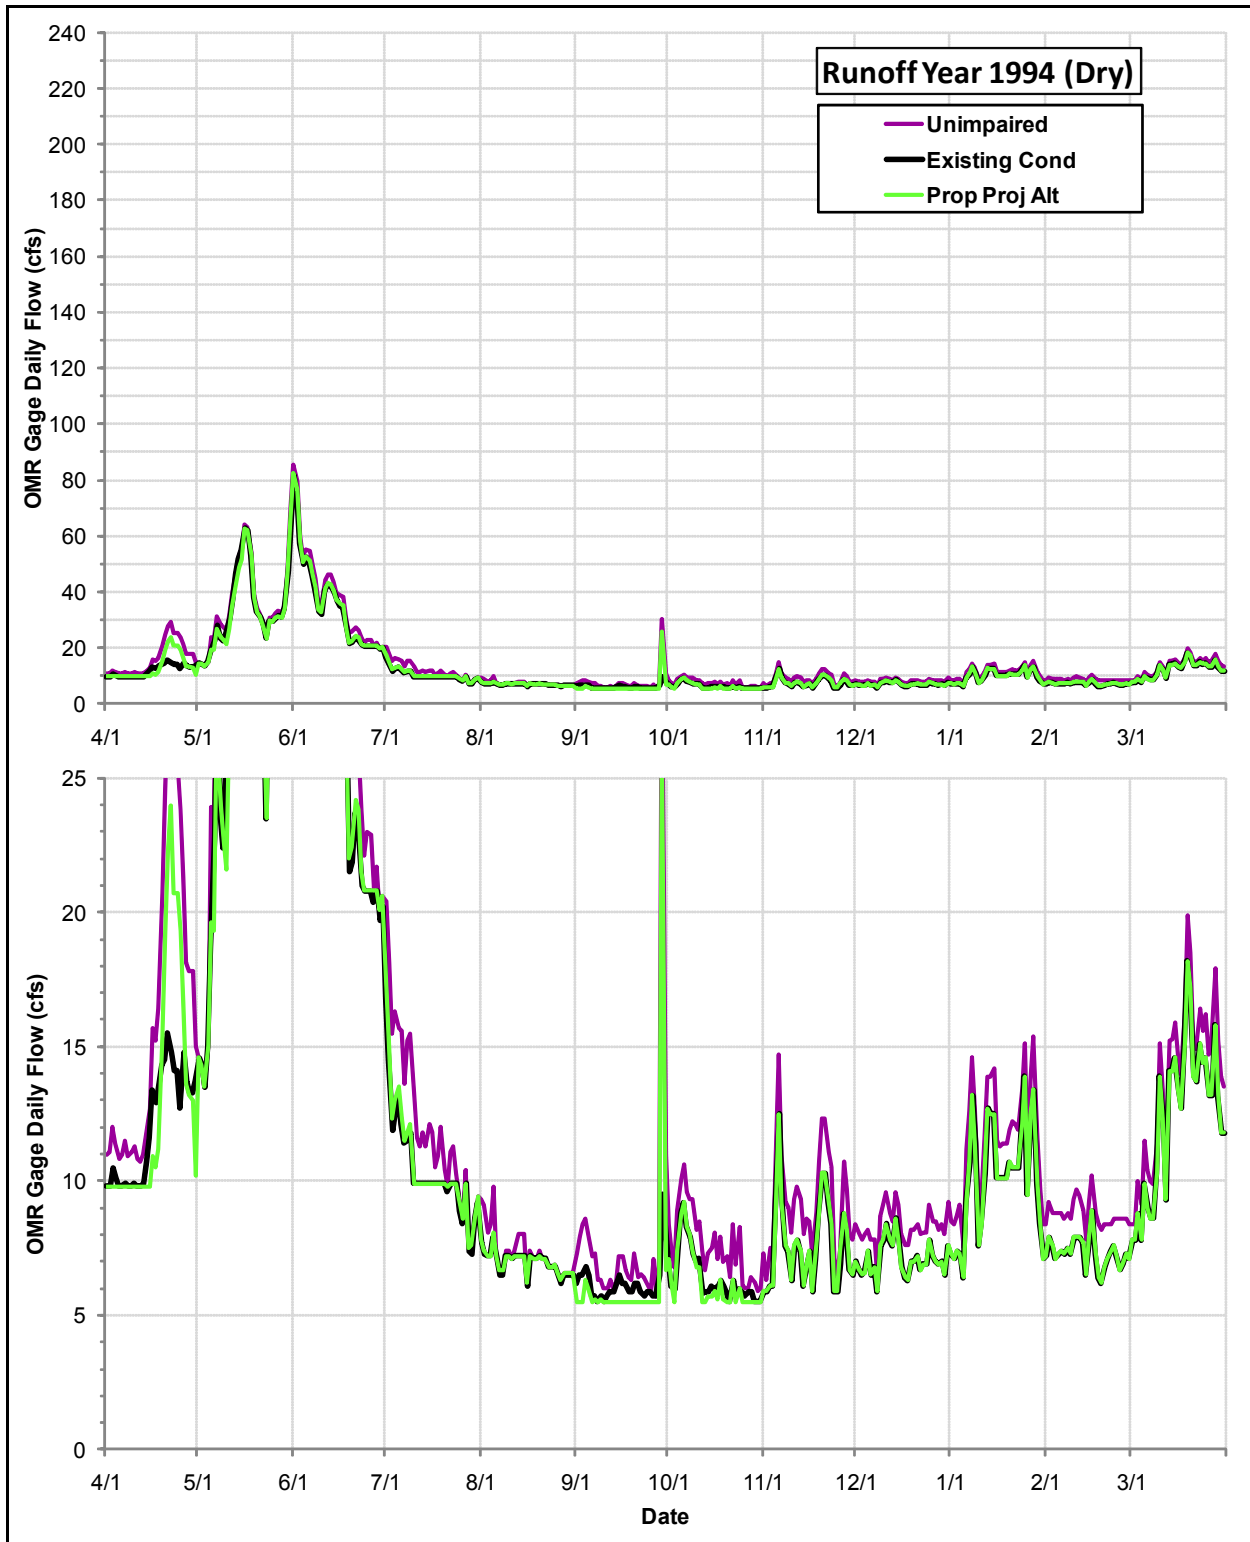 Runoff Year 1994 (Dry)
Unimpaired
Existing Cond
Prop Proj Alt
OMR Gage Daily Flow (cfs)
240
220
200
180
160
140
120
100
80
60
40
20
0
4/1 5/1 6/1 7/1 8/1 9/1 10/1 11/1 12/1 1/1 2/1 3/1
OMR Gage Daily Flow (cfs)
25
20
15
10
5
0
4/1 5/1 6/1 7/1 8/1 9/1 10/1 11/1 12/1 1/1 2/1 3/1
Date